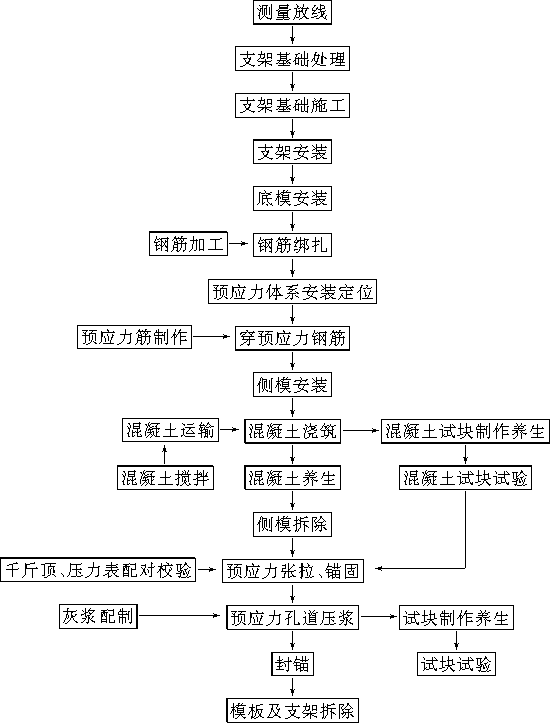 测量放线
支架基础处理
支架基础施工
支架安装
底模安装
钢筋加工
钢筋绑扎
预应力体系安装定位
预应力筋制作
穿预应力钢筋
侧模安装
混凝土运输
混凝土浇筑
混凝土试块制作养生
混凝土搅拌
混凝土养生
混凝土试块试验
侧模拆除
千斤顶、压力表配对校验
预应力张拉、锚固
灰浆配制
预应力孔道压浆
试块制作养生
封锚
试块试验
模板及支架拆除